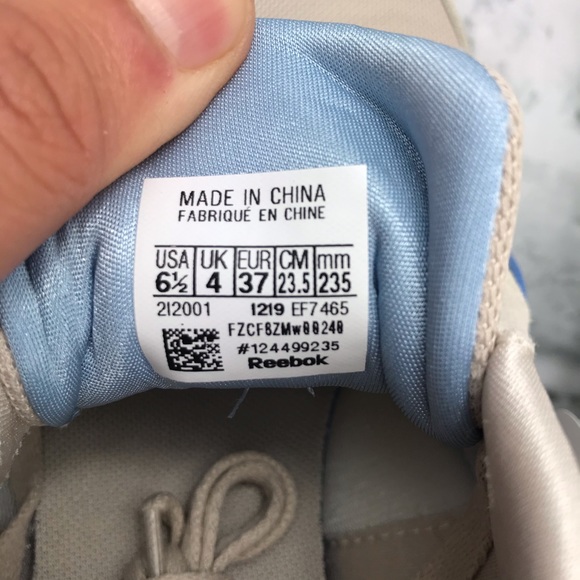 MADE IN CHINA
FABRIQUÉ EN CHINE
USA UK EUR CM mm
6½ 4 37 23.5 235
2I2001 1219 EF7465
FZCF6ZMw00240
#124499235
Reebok